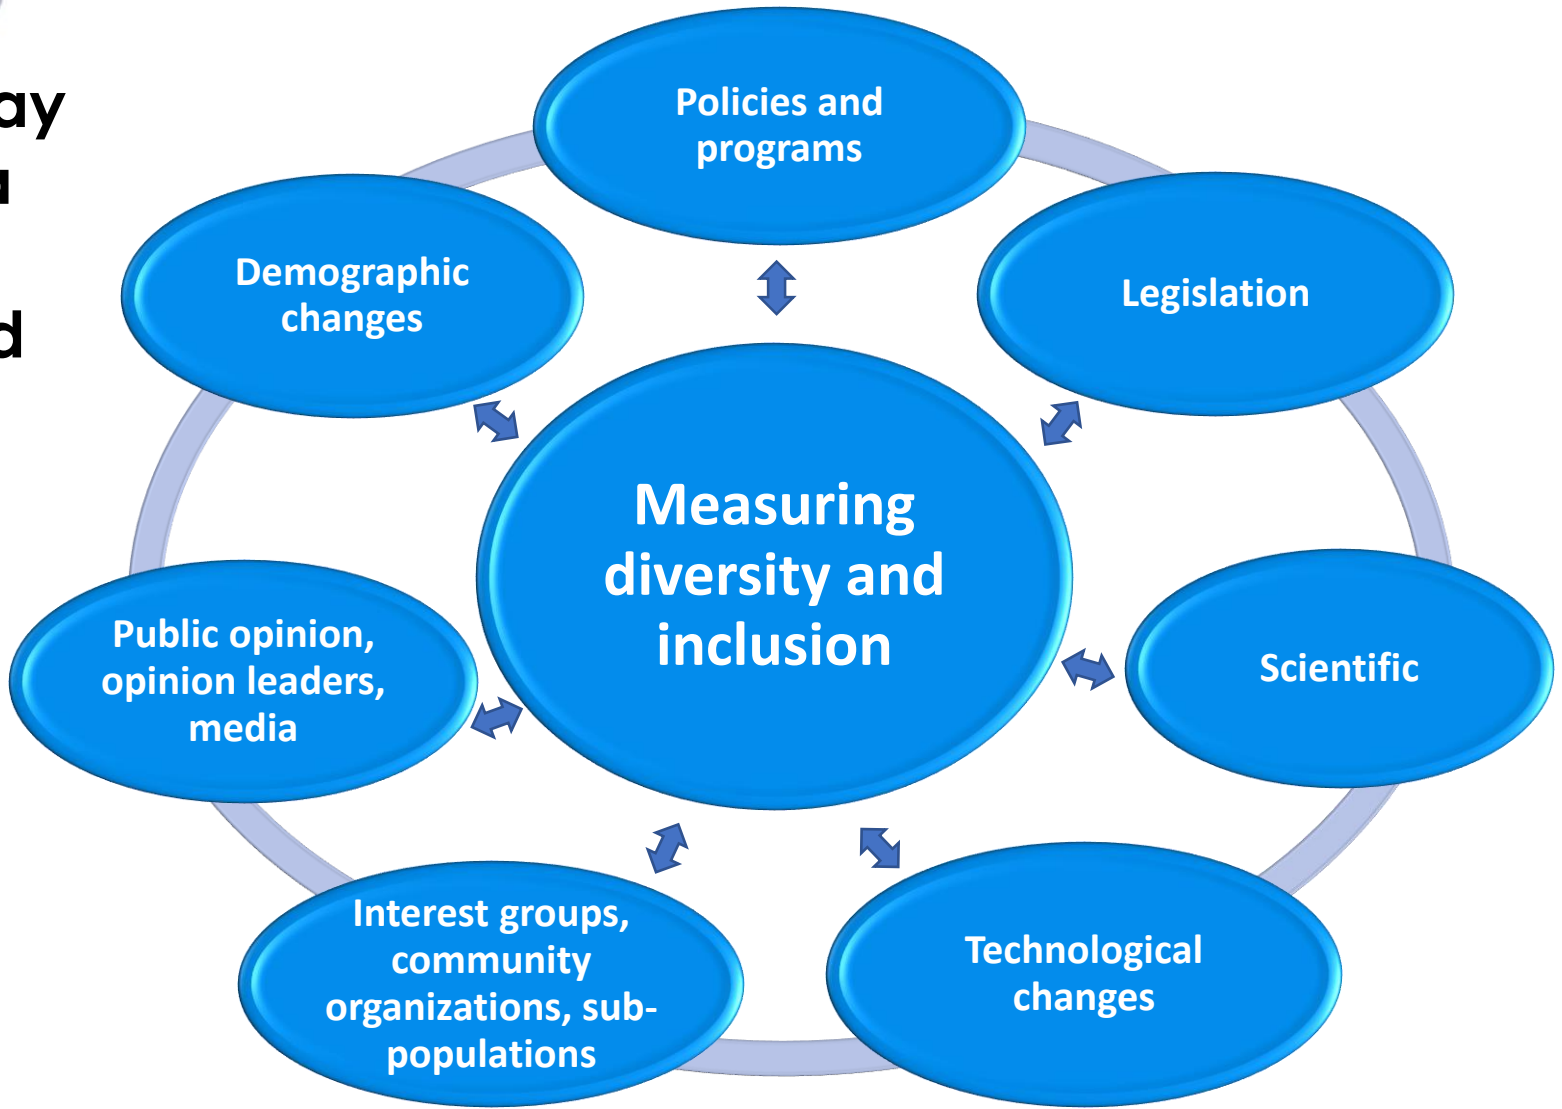 ay
d
Policies and
programs
Legislation
Scientific
Technological
changes
Interest groups,
community
organizations, sub-
populations
Public opinion,
opinion leaders,
media
Demographic
changes
Measuring
diversity and
inclusion